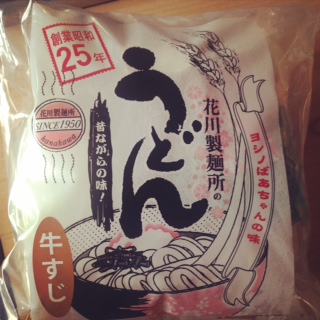 創業昭和
25年
花川製麺所
SINCE1950
hanakawa
昔ながらの味!
うどん
花川製麺所の
ヨシノばあちゃんの味
牛すじ